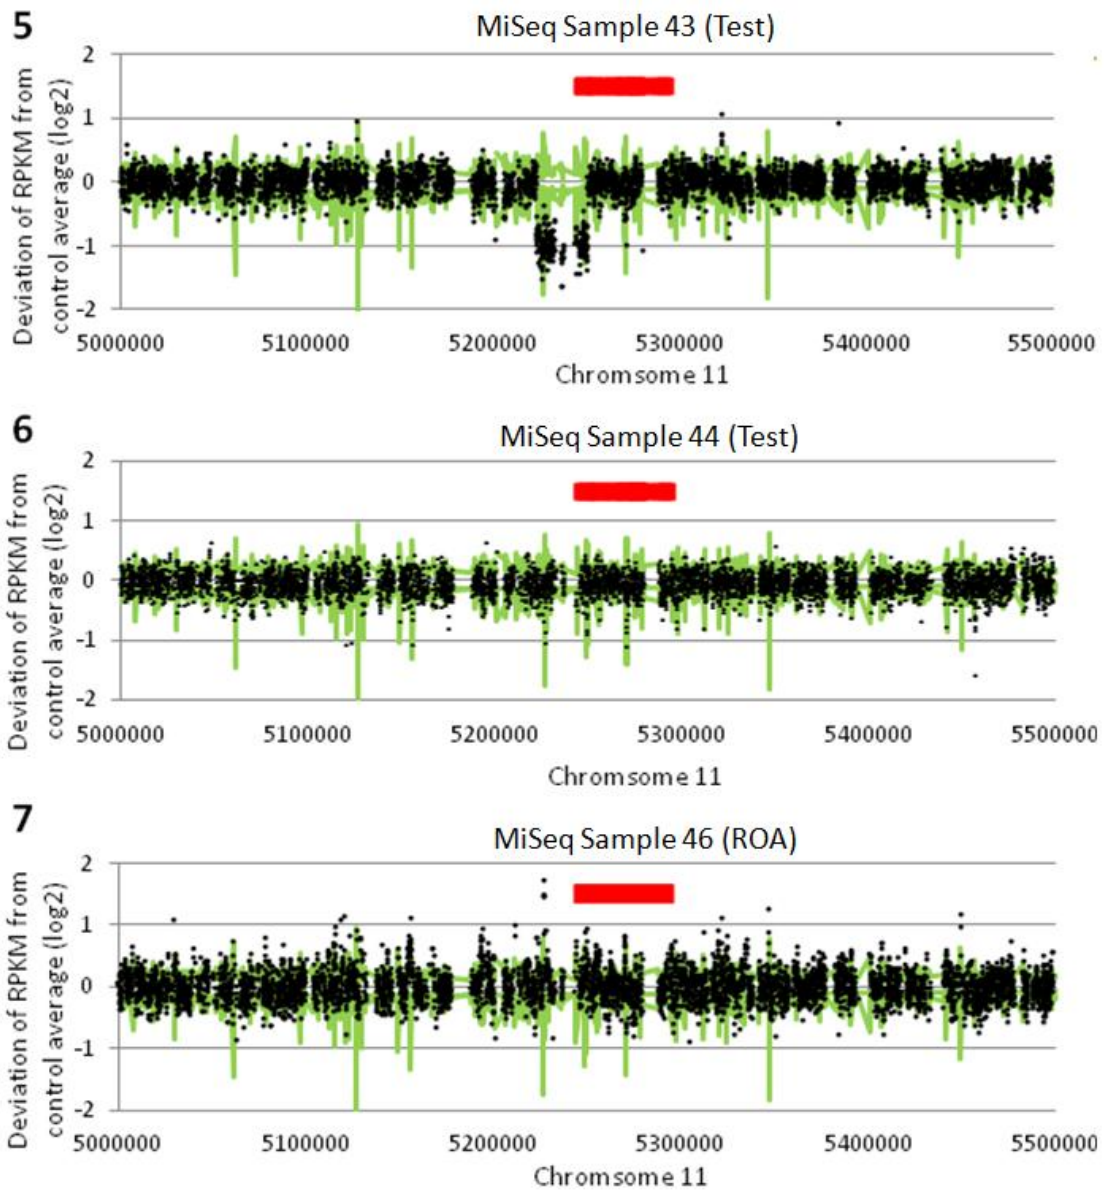 5
MiSeq Sample 43 (Test)
Deviation of RPKM from
control average (log2)
2
1
0
-1
-2
5000000 5100000 5200000 5300000 5400000 5500000
Chromsome 11
6
MiSeq Sample 44 (Test)
Deviation of RPKM from
control average (log2)
2
1
0
-1
-2
5000000 5100000 5200000 5300000 5400000 5500000
Chromsome 11
7
MiSeq Sample 46 (ROA)
Deviation of RPKM from
control average (log2)
2
1
0
-1
-2
5000000 5100000 5200000 5300000 5400000 5500000
Chromsome 11